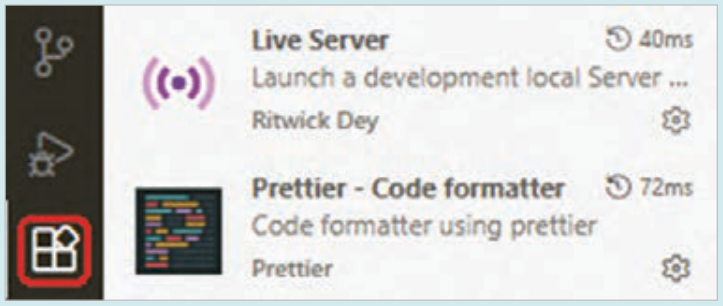 Live Server 40ms
Launch a development local Server ...
Ritwick Dey
Prettier - Code formatter 72ms
Code formatter using prettier
Prettier